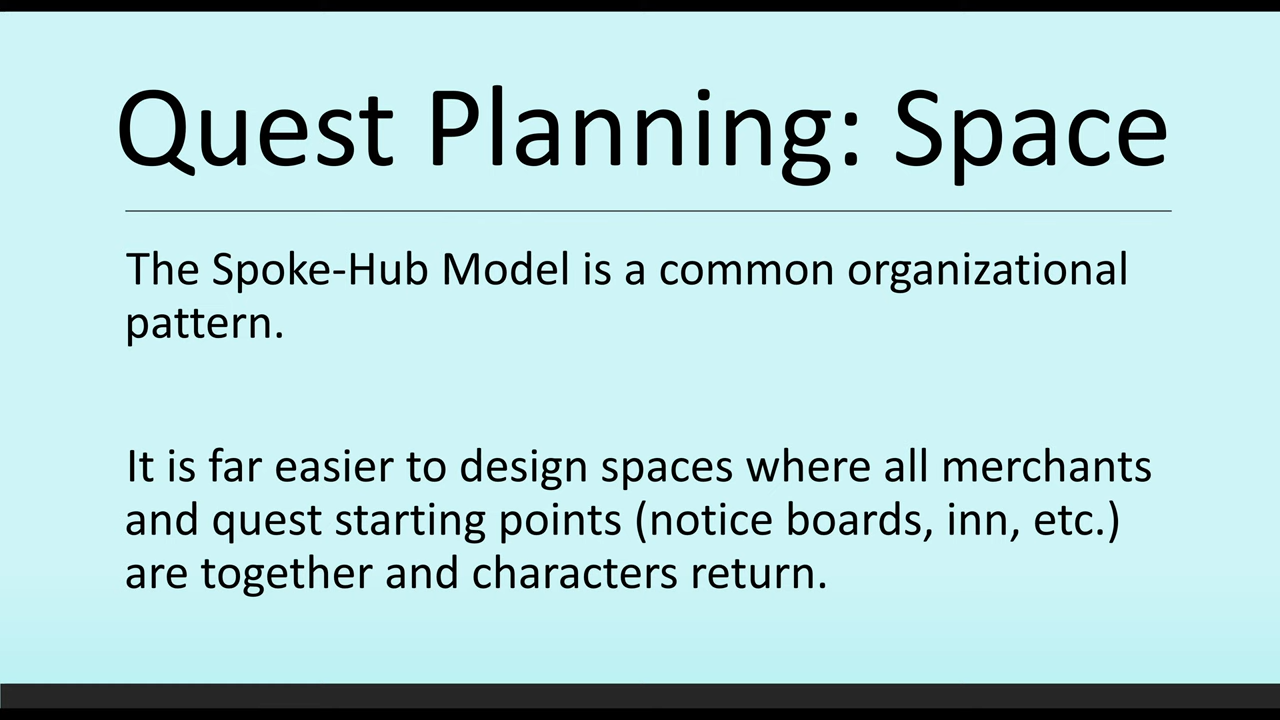 Quest Planning: Space
The Spoke-Hub Model is a common organizational
pattern.
It is far easier to design spaces where all merchants
and quest starting points (notice boards, inn, etc.)
are together and characters return.